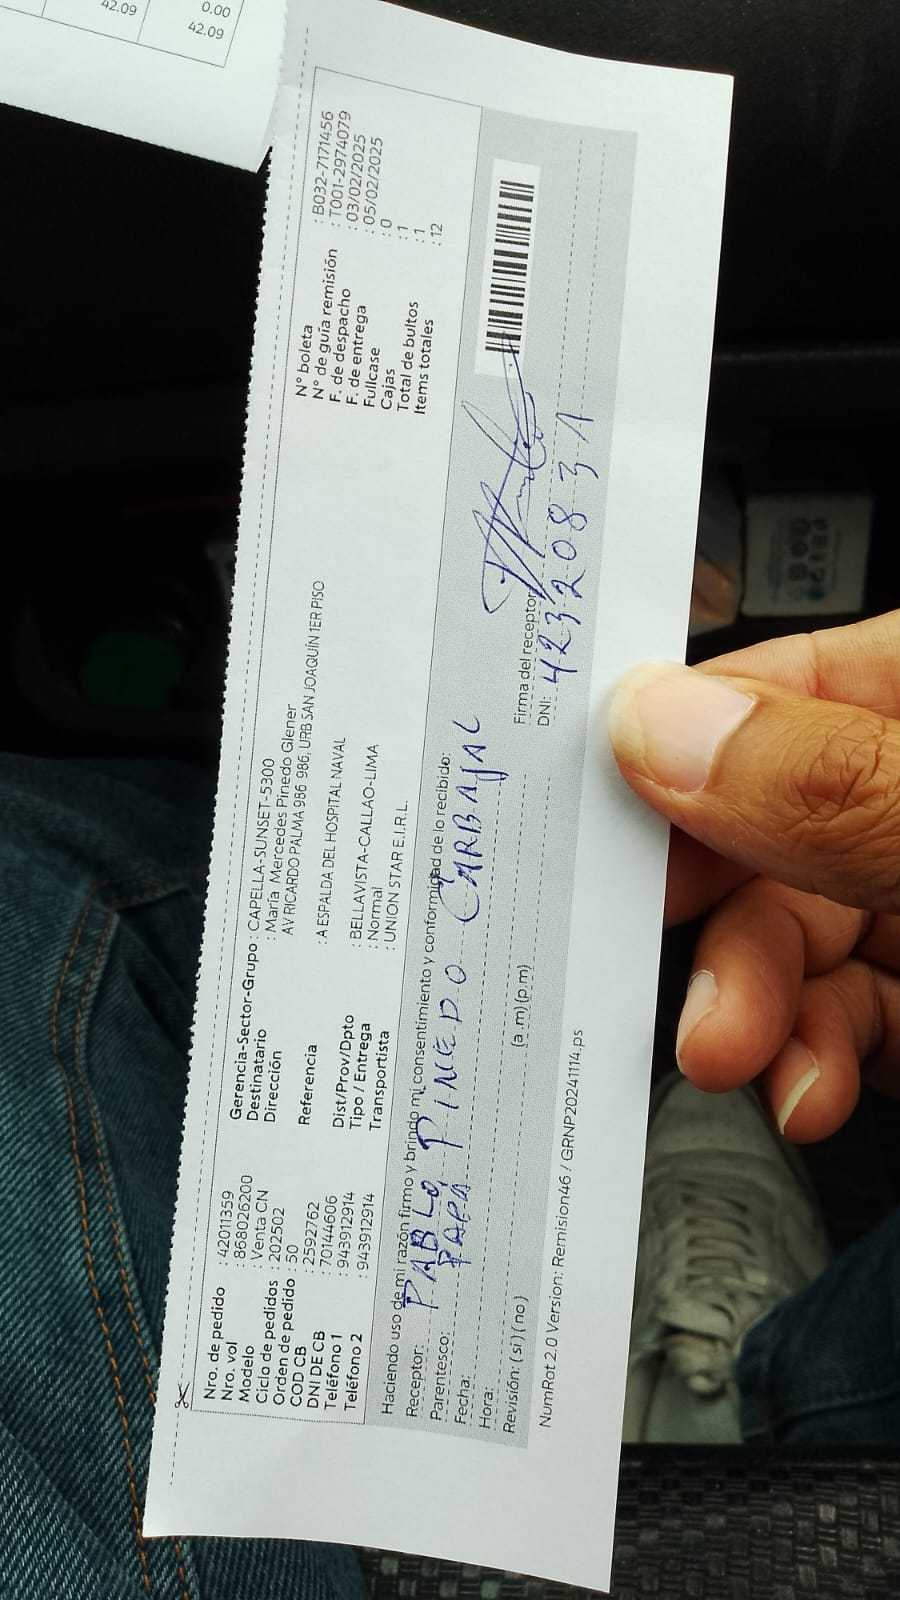 42.09
0.00
42.09
Nro. de pedido : 42011359
Nro. vol : 868026200
Modelo : Venta CN
Ciclo de pedidos : 202502
Orden de pedido : 50
COD CB : 2592762
DNI DE CB : 70144606
Teléfono 1 : 943912914
Teléfono 2 : 943912914
Gerencia-Sector-Grupo : CAPELLA-SUNSET-5300
Destinatario : María Mercedes Pinedo Glener
Dirección AV RICARDO PALMA 986 986, URB SAN JOAQUÍN 1ER PISO
Referencia : A ESPALDA DEL HOSPITAL NAVAL
Dist/Prov/Dpto : BELLAVISTA-CALLAO-LIMA
Tipo / Entrega : Normal
Transportista : UNION STAR E.I.R.L.
N° boleta : B032-7171456
N° de guía remisión : T001-2974079
F. de despacho : 03/02/2025
F. de entrega : 05/02/2025
Fullcase : 0
Cajas : 1
Total de bultos : 1
Items totales : 12
Haciendo uso de mi razón firmo y brindo mi consentimiento y conformidad de lo recibido:
Receptor: PABLO PINEDO CARBAJAL
Parentesco: PAPA
Fecha:
Hora: (a.m)(p.m)
Revisión: (si) (no)
Firma del receptor
DNI: 42320831
NumRot 2.0 Version: Remision46 / GRNP20241114.ps